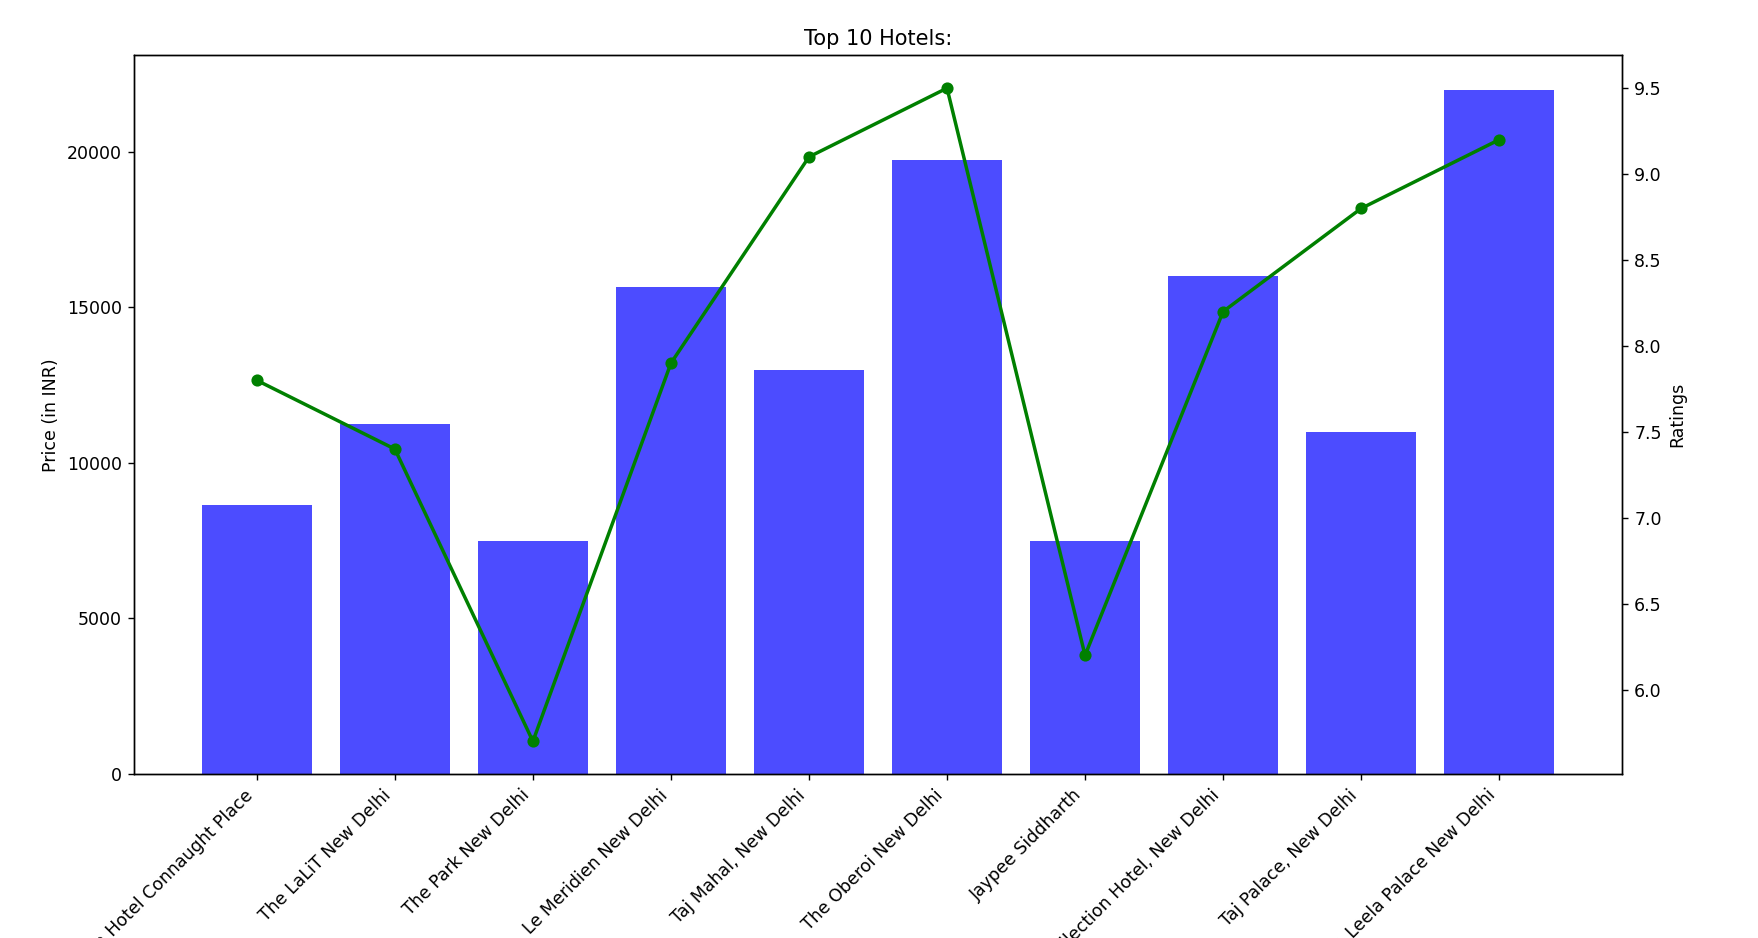 Top 10 Hotels:
20000
15000
10000
5000
0
Price (in INR)
9.5
9.0
8.5
8.0
7.5
7.0
6.5
6.0
Ratings
Hotel Connaught Place
The LaLiT New Delhi
The Park New Delhi
Le Meridien New Delhi
Taj Mahal, New Delhi
The Oberoi New Delhi
Jaypee Siddharth
Hotel, New Delhi
Taj Palace, New Delhi
Leela Palace New Delhi